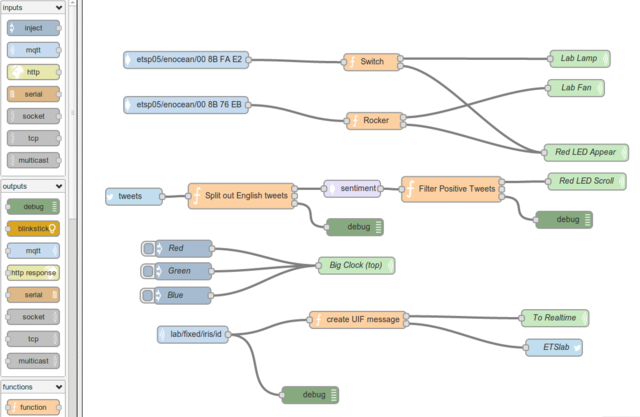 inputs
inject
mqtt
http
serial
socket
tcp
multicast
outputs
debug
blinkstick
mqtt
http response
serial
socket
tcp
multicast
functions
function
etsp05/enocean/00 8B FA E2
Switch
Lab Lamp
Lab Fan
etsp05/enocean/00 8B 76 EB
Rocker
Red LED Appear
tweets
Split out English tweets
sentiment
Filter Positive Tweets
Red LED Scroll
debug
debug
Red
Green
Blue
Big Clock (top)
lab/fixed/iris/id
create UIF message
To Realtime
ETSlab
debug